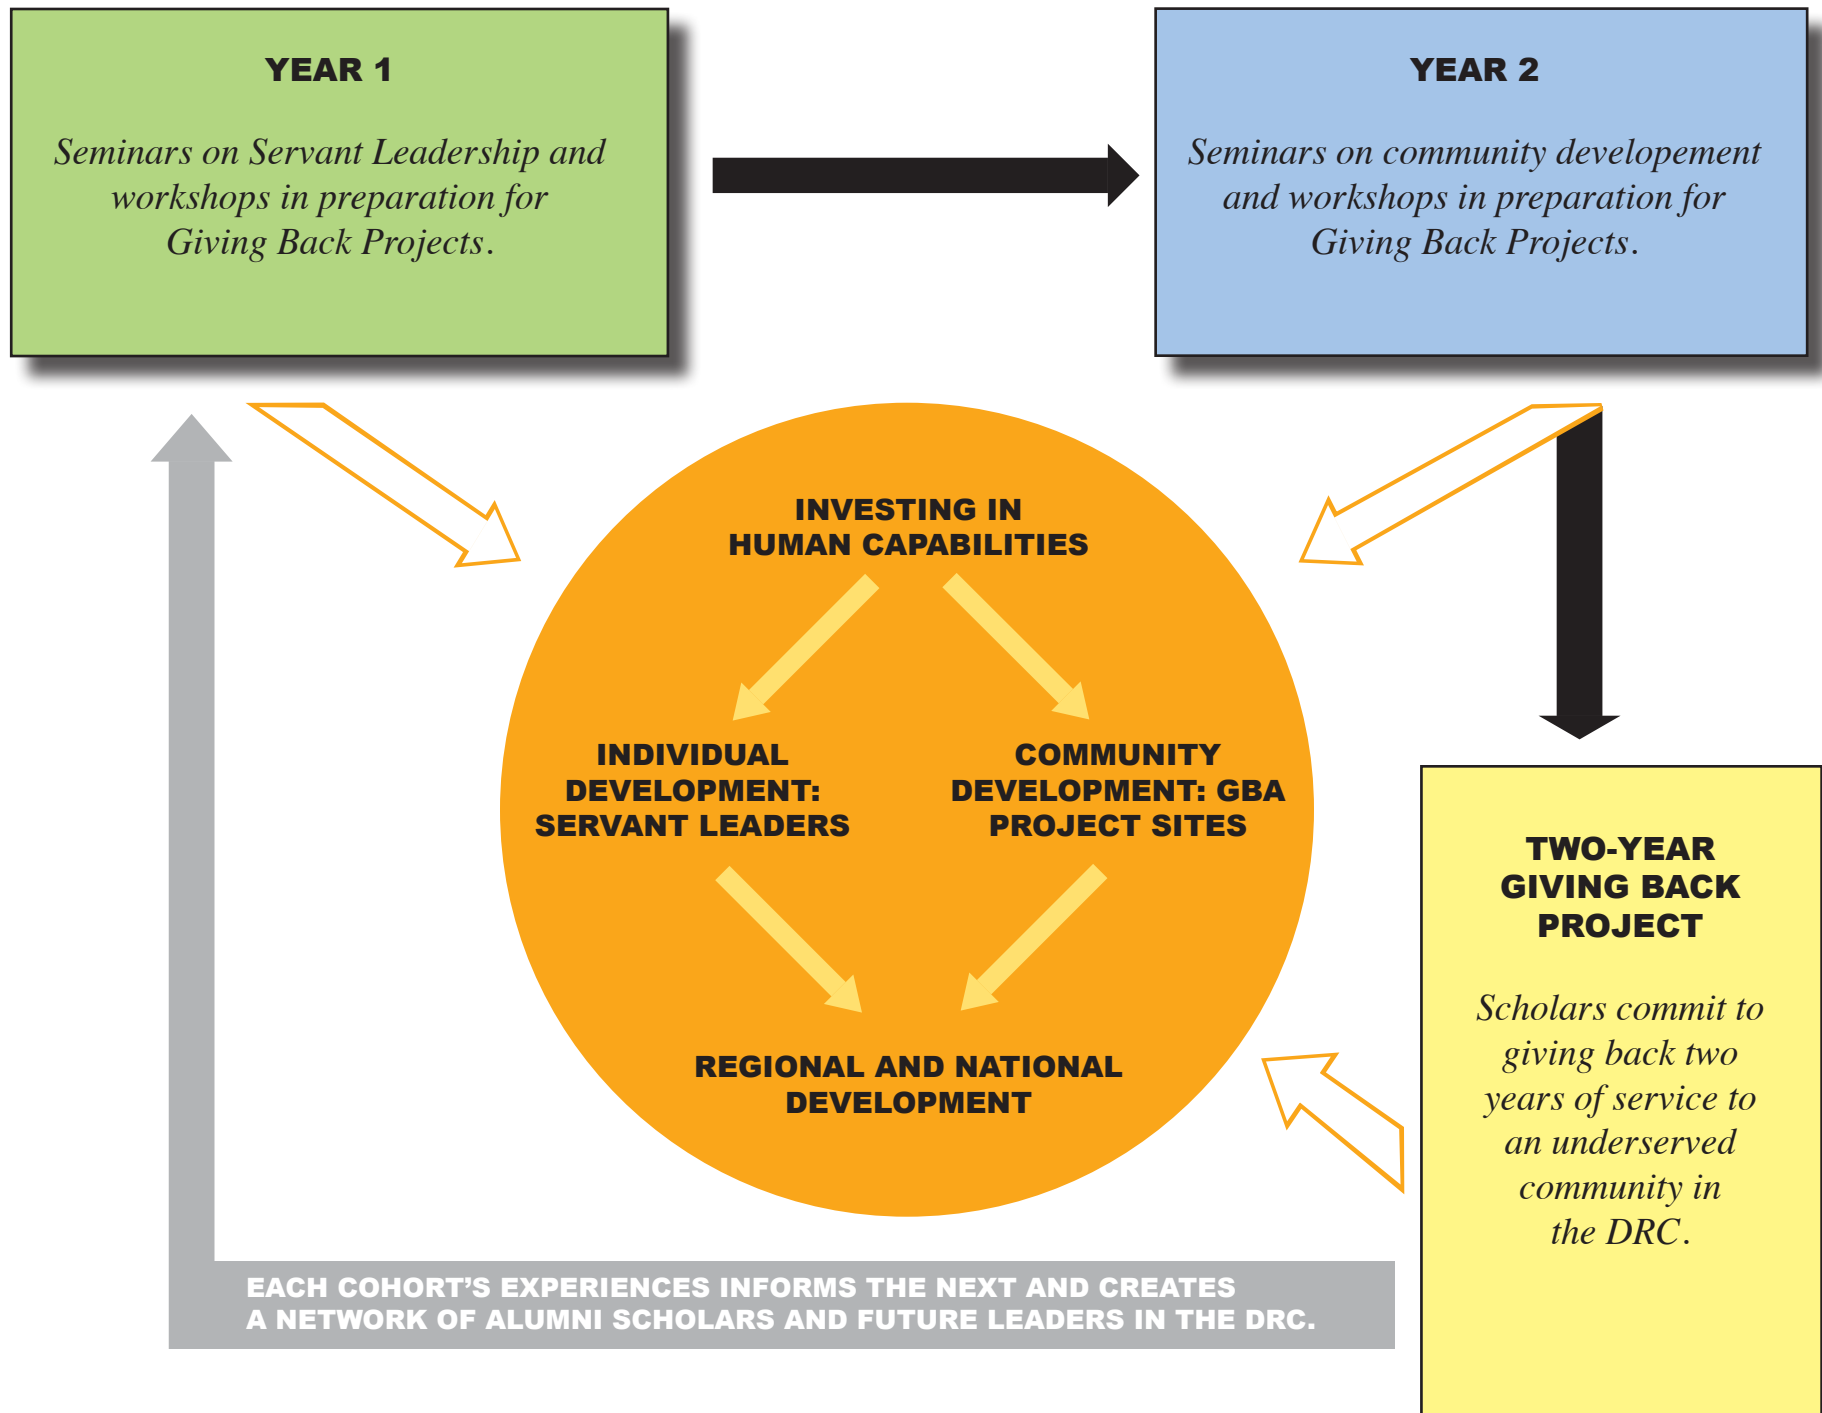 YEAR 1
Seminars on Servant Leadership and
workshops in preparation for
Giving Back Projects.
YEAR 2
Seminars on community developement
and workshops in preparation for
Giving Back Projects.
INVESTING IN
HUMAN CAPABILITIES
INDIVIDUAL
DEVELOPMENT:
SERVANT LEADERS
COMMUNITY
DEVELOPMENT: GBA
PROJECT SITES
REGIONAL AND NATIONAL
DEVELOPMENT
TWO-YEAR
GIVING BACK
PROJECT
Scholars commit to
giving back two
years of service to
an underserved
community in
the DRC.
EACH COHORT’S EXPERIENCES INFORMS THE NEXT AND CREATES
A NETWORK OF ALUMNI SCHOLARS AND FUTURE LEADERS IN THE DRC.